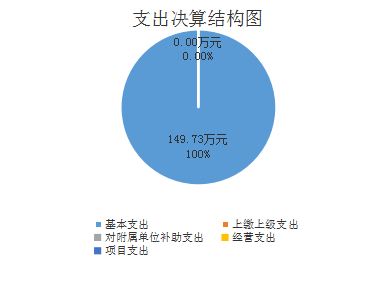 支出决算结构图
0.00万元
0.00%
149.73万元
100%
基本支出 上缴上级支出
对附属单位补助支出 经营支出
项目支出